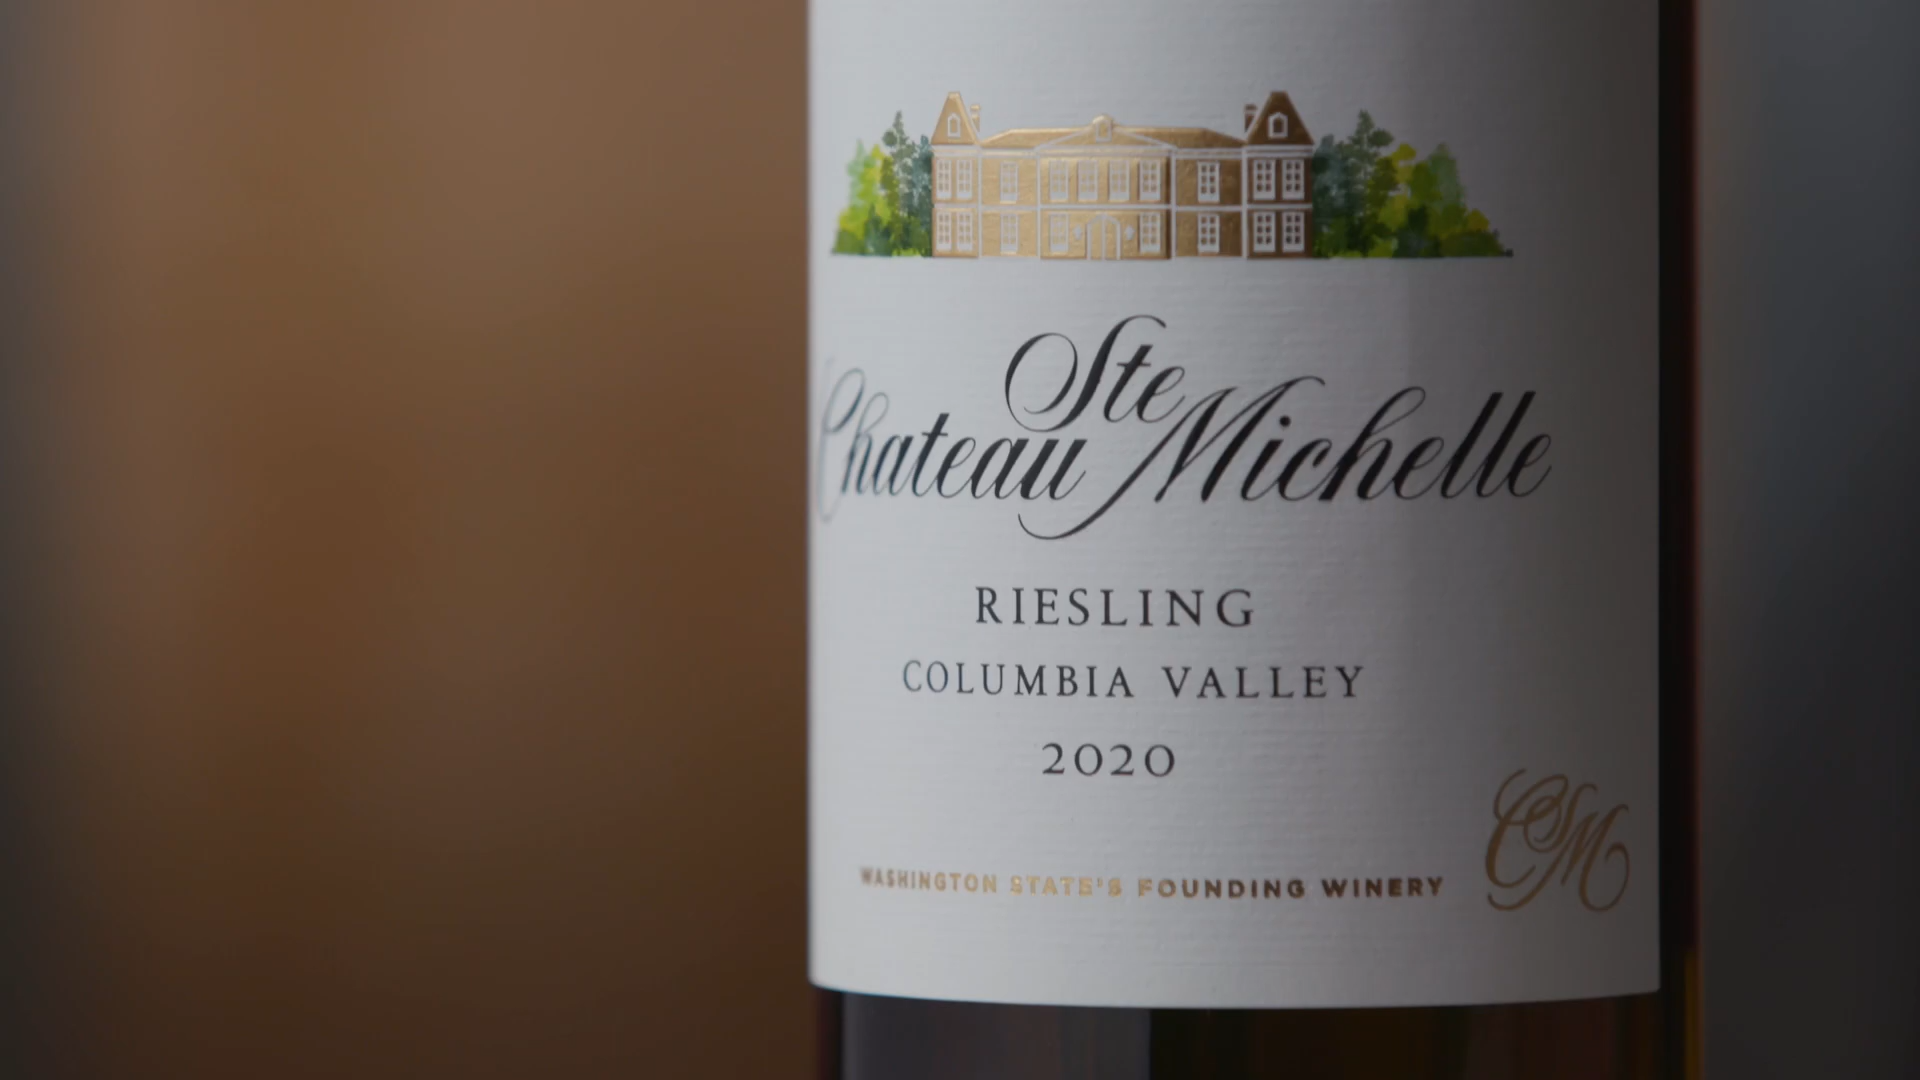 Ste
Chateau Michelle
RIESLING
COLUMBIA VALLEY
2020
WASHINGTON STATE'S FOUNDING WINERY
CSM